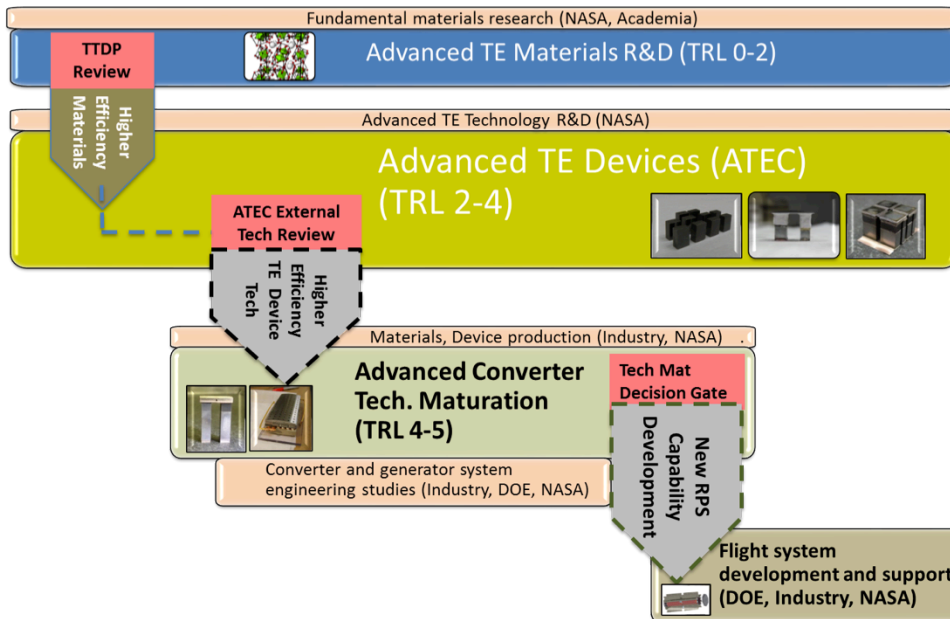 Fundamental materials research (NASA, Academia)
TTDP
Review
Advanced TE Materials R&D (TRL 0-2)
Higher
Efficiency
Materials
Advanced TE Technology R&D (NASA)
Advanced TE Devices (ATEC)
(TRL 2-4)
ATEC External
Tech Review
Higher
Efficiency
TE Device
Tech
Materials, Device production (Industry, NASA) .
Advanced Converter
Tech. Maturation
(TRL 4-5)
Tech Mat
Decision Gate
Converter and generator system
engineering studies (Industry, DOE, NASA)
New RPS
Capability
Development
Flight system
development and support
(DOE, Industry, NASA)